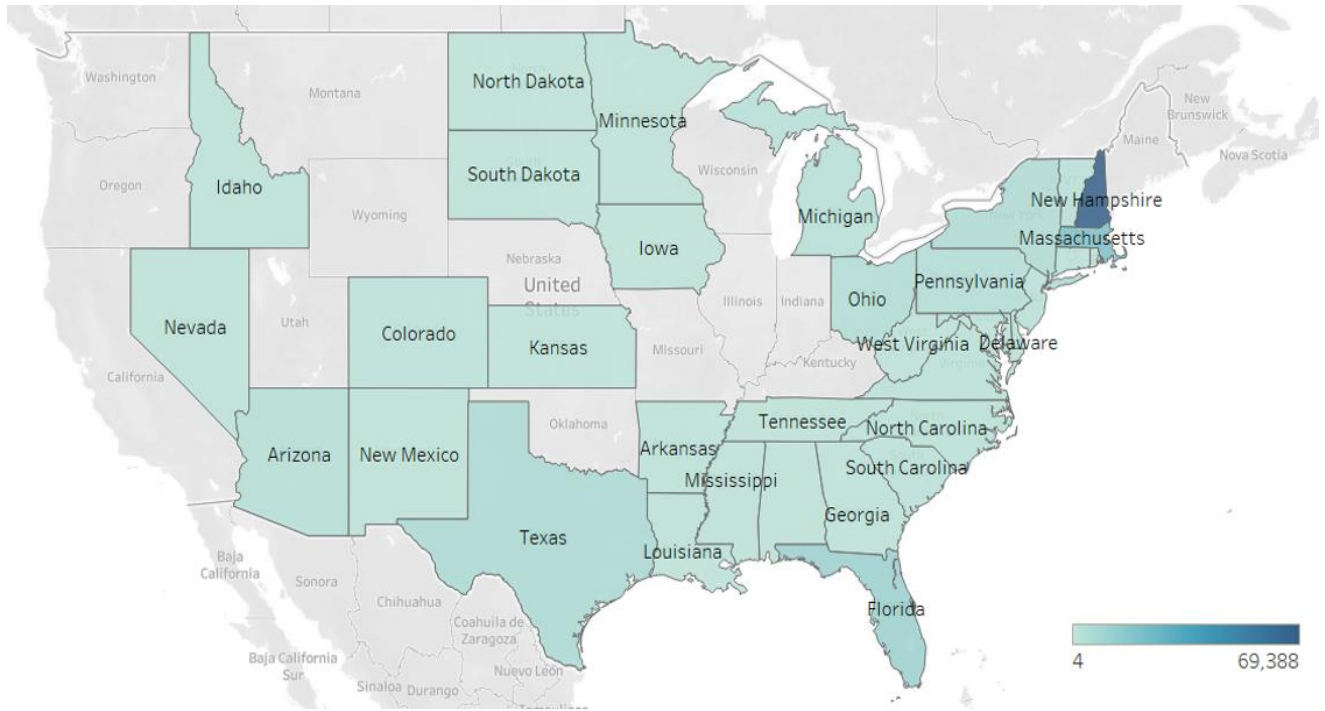 New
Brunswick
Maine
Nova Scotia
Washington
Montana
North Dakota
Minnesota
Oregon
Idaho
Wyoming
South Dakota
Wisconsin
Michigan
New Hampshire
Massachusetts
Iowa
Nebraska
United
States
Nevada
Utah
Colorado
Kansas
Illinois
Indiana
Ohio
Pennsylvania
California
Missouri
Kentucky
West Virginia
Delaware
Arizona
New Mexico
Oklahoma
Arkansas
Tennessee
North Carolina
South Carolina
Mississippi
Georgia
Texas
Louisiana
Florida
Baja
California
Sonora
Chihuahua
Coahuila de
Zaragoza
Baja California
Sur
Sinaloa
Durango
Nuevo León
Tamaulipas
4
69,388